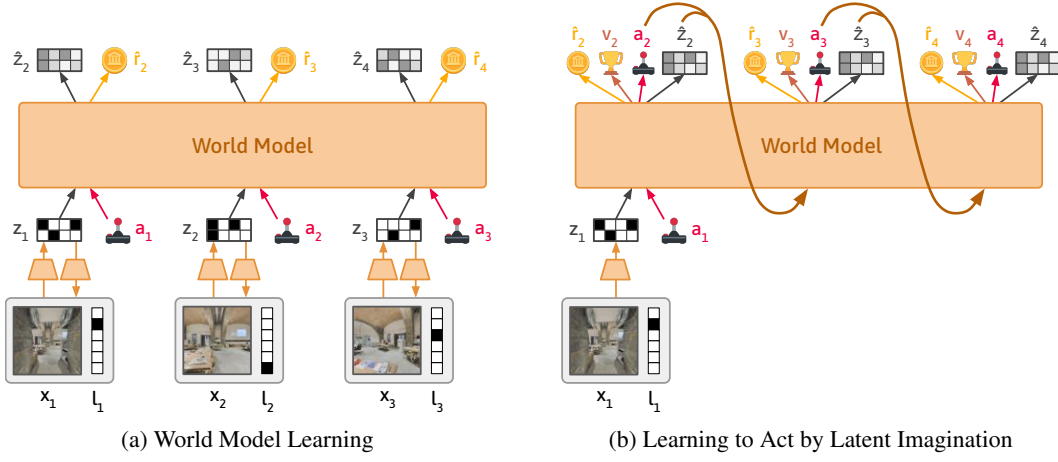 ẑ₂ r̂₂ ẑ₃ r̂₃ ẑ₄ r̂₄
World Model
z₁ a₁ z₂ a₂ z₃ a₃
x₁ l₁ x₂ l₂ x₃ l₃
(a) World Model Learning
r̂₂ v₂ a₂ ẑ₂ r̂₃ v₃ a₃ ẑ₃ r̂₄ v₄ a₄ ẑ₄
World Model
z₁ a₁
x₁ l₁
(b) Learning to Act by Latent Imagination